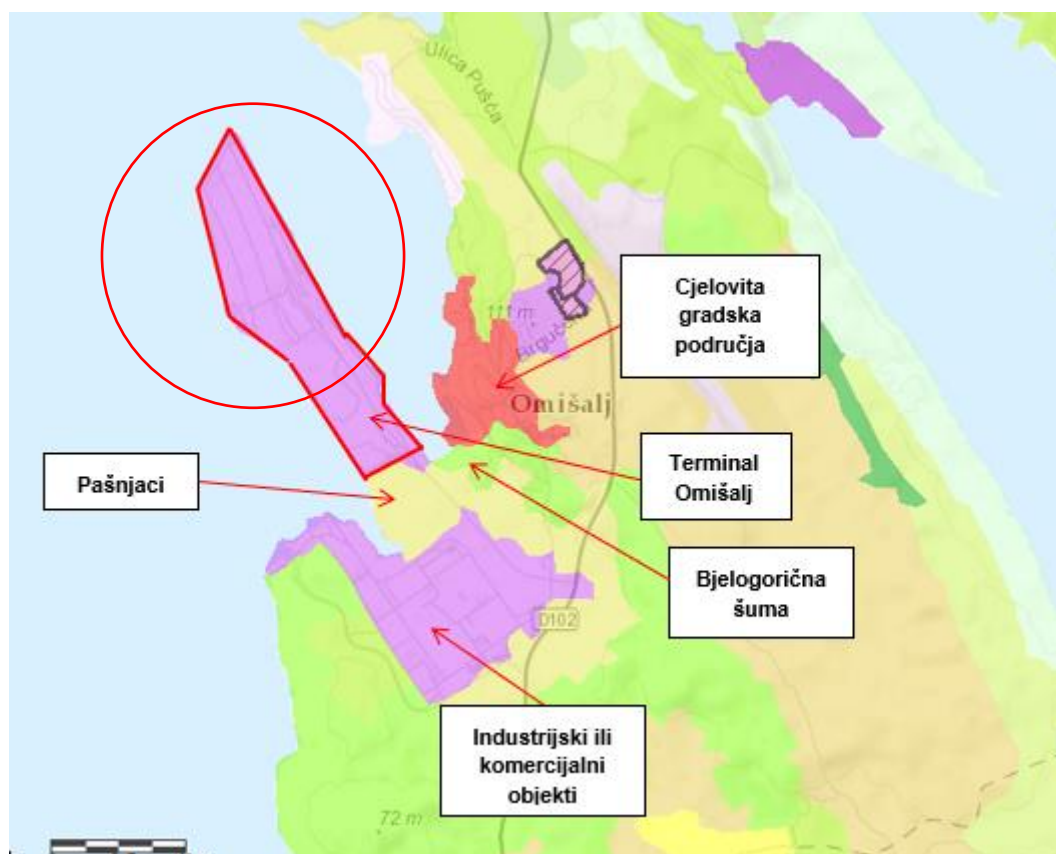 Ulica Pušća
111 m
Omišalj
Cjelovita
gradska
područja
Pašnjaci
Terminal
Omišalj
Bjelogorična
šuma
D102
Industrijski ili
komercijalni
objekti
72 m